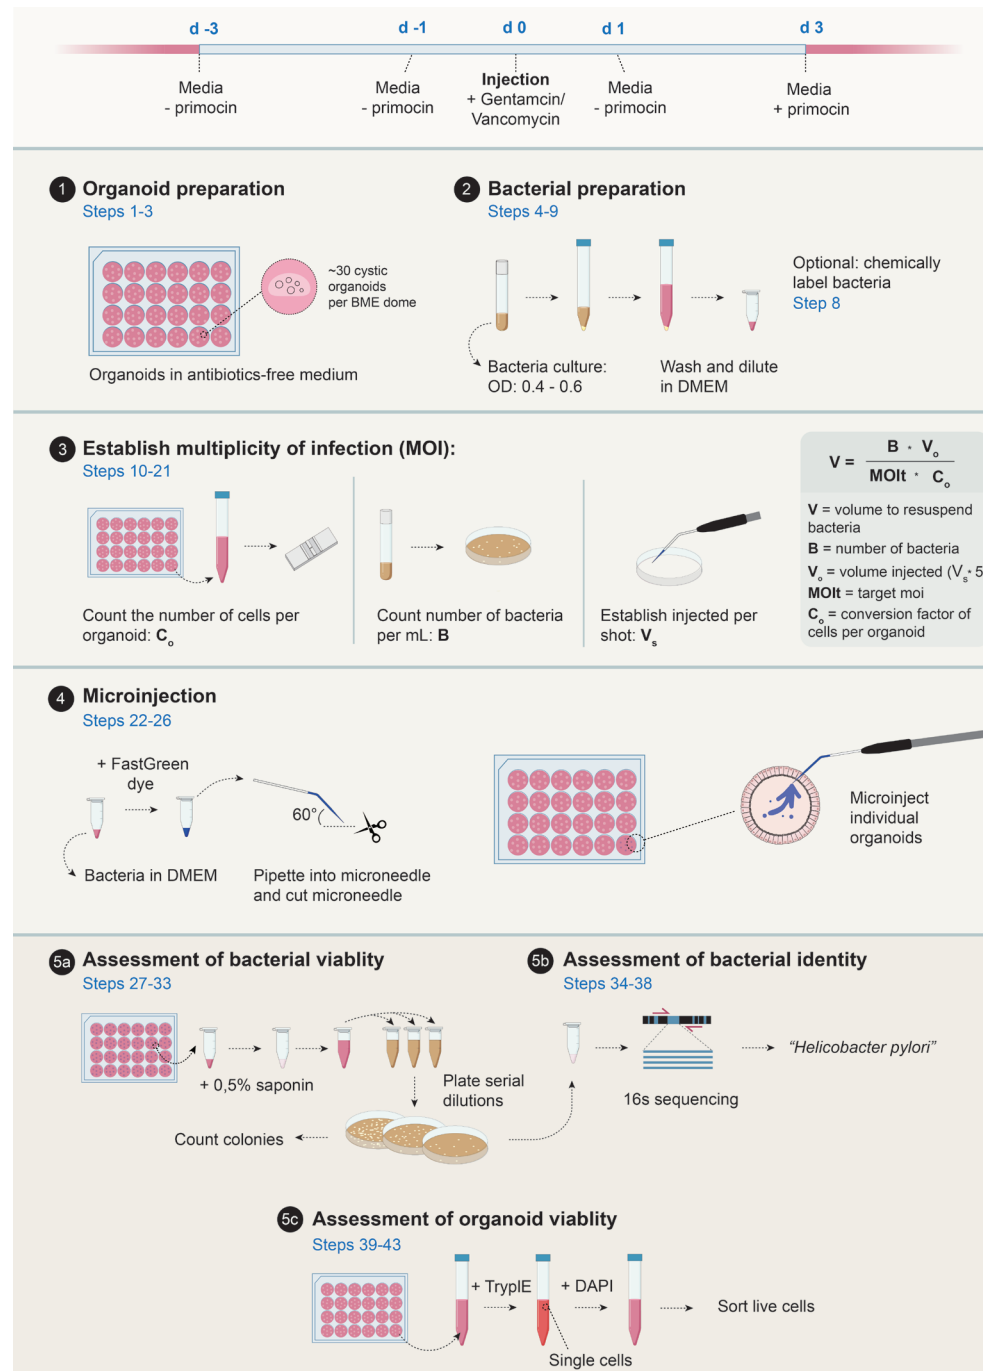 d -3
d -1
d 0
d 1
d 3
Media
- primocin
Media
- primocin
Injection
+ Gentamcin/
Vancomycin
Media
- primocin
Media
+ primocin
1 Organoid preparation
Steps 1-3
~30 cystic
organoids
per BME dome
Organoids in antibiotics-free medium
2 Bacterial preparation
Steps 4-9
Optional: chemically
label bacteria
Step 8
Bacteria culture:
OD: 0.4 - 0.6
Wash and dilute
in DMEM
3 Establish multiplicity of infection (MOI):
Steps 10-21
Count the number of cells per
organoid: Co
Count number of bacteria
per mL: B
Establish injected per
shot: Vs
V = B * Vo / MOIt * Co
V = volume to resuspend
bacteria
B = number of bacteria
Vo = volume injected (Vs* 5
MOIt = target moi
Co = conversion factor of
cells per organoid
4 Microinjection
Steps 22-26
+ FastGreen
dye
60°
Bacteria in DMEM
Pipette into microneedle
and cut microneedle
Microinject
individual
organoids
5a Assessment of bacterial viablity
Steps 27-33
+ 0,5% saponin
Plate serial
dilutions
Count colonies
5b Assessment of bacterial identity
Steps 34-38
16s sequencing
“Helicobacter pylori”
5c Assessment of organoid viablity
Steps 39-43
+ TryplE
+ DAPI
Single cells
Sort live cells